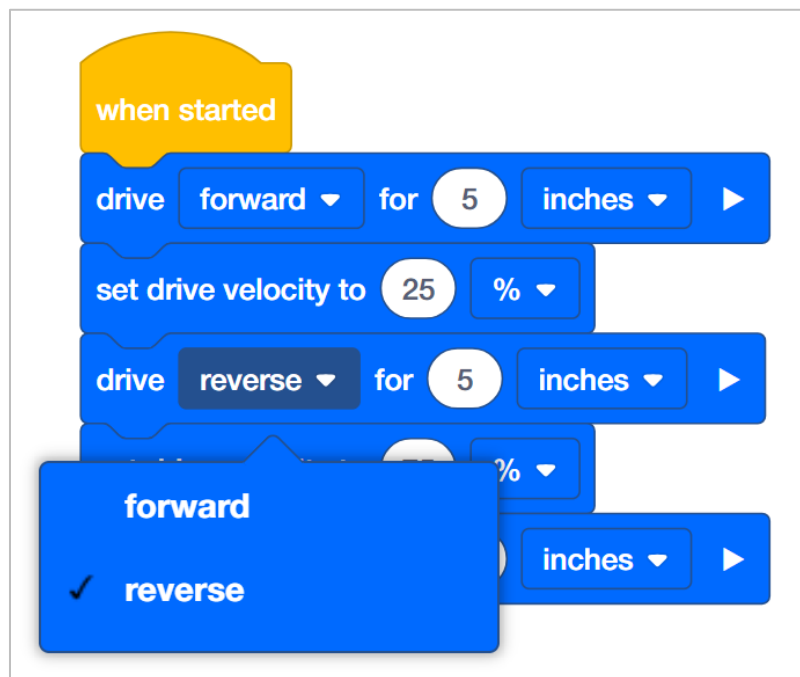 when started
drive forward for 5 inches
set drive velocity to 25 %
drive reverse for 5 inches
%
inches
forward
reverse